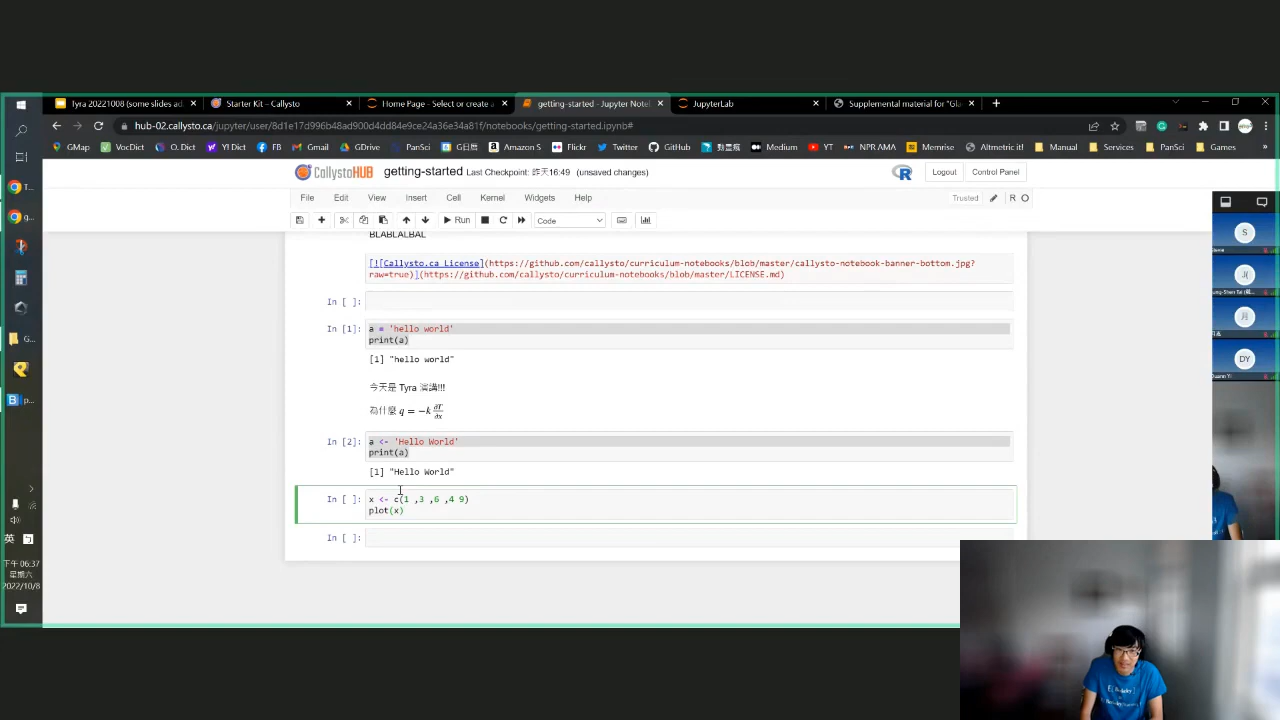 Tyra 20221008 (some slides ad
Starter Kit – Callysto
Home Page - Select or create a
getting-started - Jupyter Note
JupyterLab
Supplemental material for "Gla
hub-02.callysto.ca/jupyter/user/8d1e17d996b48ad900d4dd84e9ce24a36e34a81f/notebooks/getting-started.ipynb#
GMap VocDict O. Dict Y! Dict FB Gmail GDrive PanSci G日曆 Amazon S Flickr Twitter GitHub Medium YT NPR AMA Memrise Altmetric it! Manual Services PanSci Games »
CallystoHUB getting-started Last Checkpoint: 昨天16:49 (unsaved changes) R Logout Control Panel
File Edit View Insert Cell Kernel Widgets Help Trusted R
Run Code
BLABLALBAL
[![Callysto.ca License](https://github.com/callysto/curriculum-notebooks/blob/master/callysto-notebook-banner-bottom.jpg?
raw=true)](https://github.com/callysto/curriculum-notebooks/blob/master/LICENSE.md)
In [ ]:
In [1]: a = 'hello world'
print(a)
[1] "hello world"
今天是 Tyra 演講!!!
為什麼 q = −k ∂T/∂x
In [2]: a <- 'Hello World'
print(a)
[1] "Hello World"
In [ ]: x <- c(1 ,3 ,6 ,4 9)
plot(x)
In [ ]:
T...
g...
G...
p...
英
下午 06:37
星期六
2022/10/8
S
J(
月
DY
Duann Yi
Berkeley